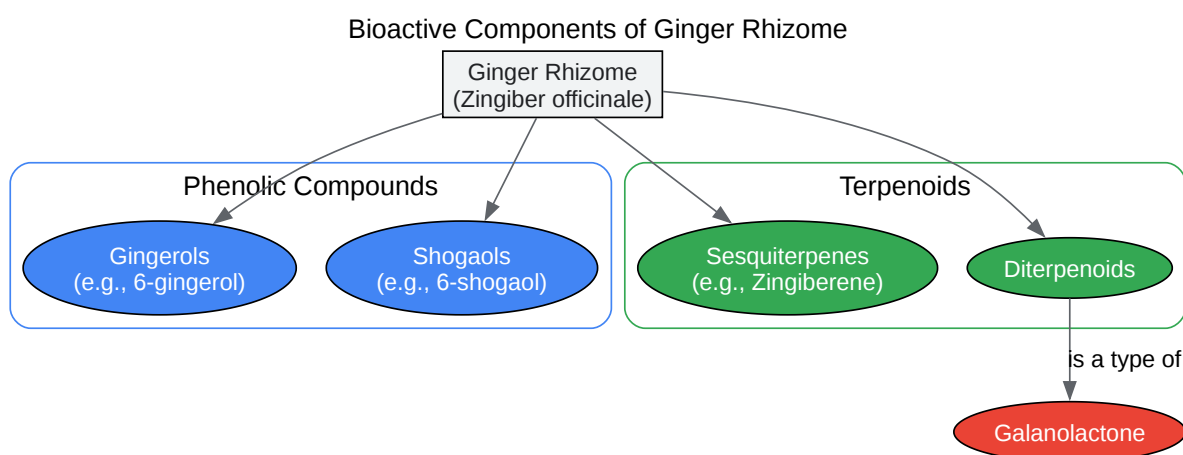 Bioactive Components of Ginger Rhizome
Ginger Rhizome
(Zingiber officinale)
Phenolic Compounds
Terpenoids
Gingerols
(e.g., 6-gingerol)
Shogaols
(e.g., 6-shogaol)
Sesquiterpenes
(e.g., Zingiberene)
Diterpenoids
is a type of
Galanolactone